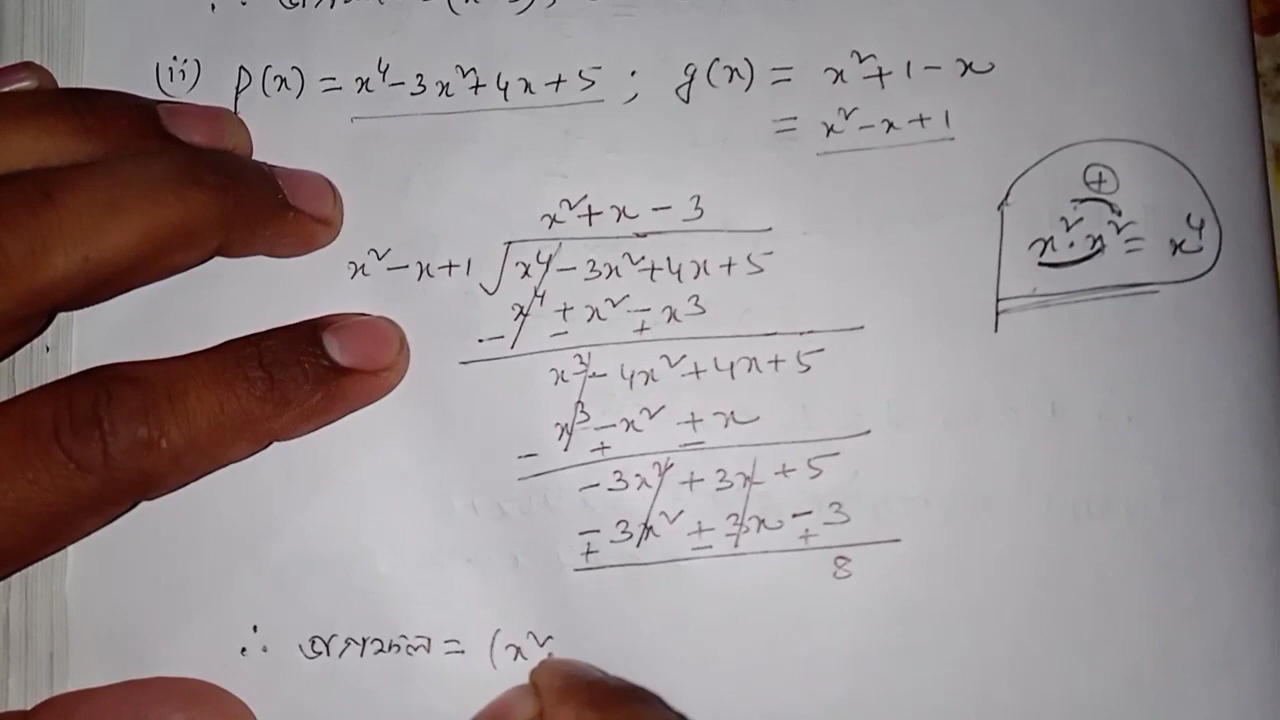 (ii) p(x) = x⁴ - 3x² + 4x + 5 ; g(x) = x² + 1 - x
= x² - x + 1
⊕
x² · x² = x⁴
x² + x - 3
x² - x + 1 √ x⁴ - 3x² + 4x + 5
x⁴ + x² - x3
- - +
x³ - 4x² + 4x + 5
x³ - x² + x
- + -
-3x² + 3x + 5
-3x² + 3x - 3
+ - +
8
∴ ভাগফল = (x²